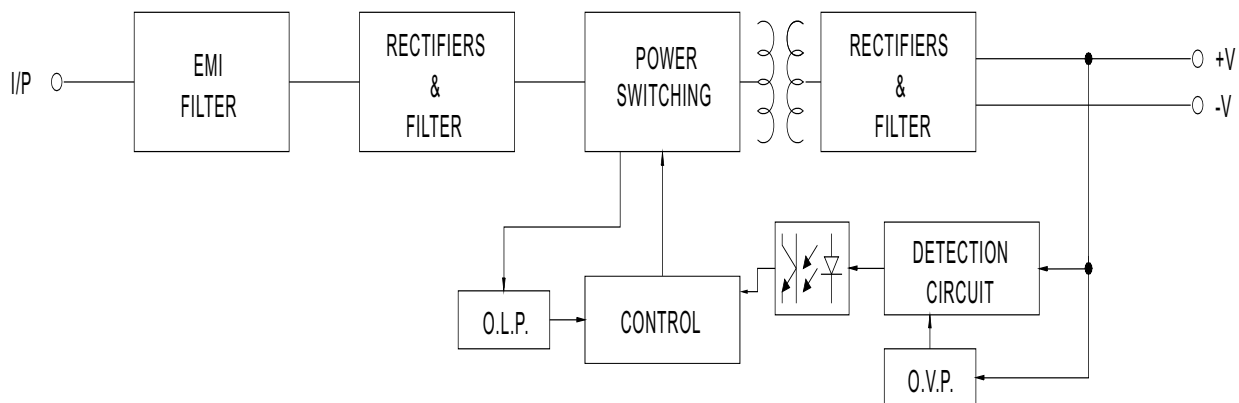 I/P
EMI
FILTER
RECTIFIERS
&
FILTER
POWER
SWITCHING
RECTIFIERS
&
FILTER
+V
-V
O.L.P.
CONTROL
DETECTION
CIRCUIT
O.V.P.